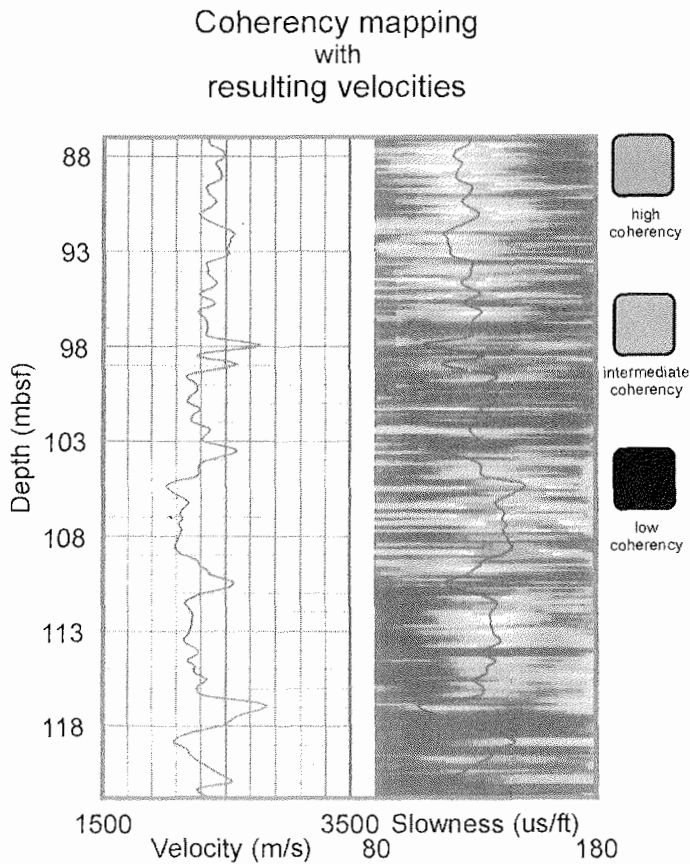 Coherency mapping
with
resulting velocities
88
93
98
103
108
113
118
Depth (mbsf)
high
coherency
intermediate
coherency
low
coherency
1500
3500
Slowness (us/ft)
Velocity (m/s)
80
180